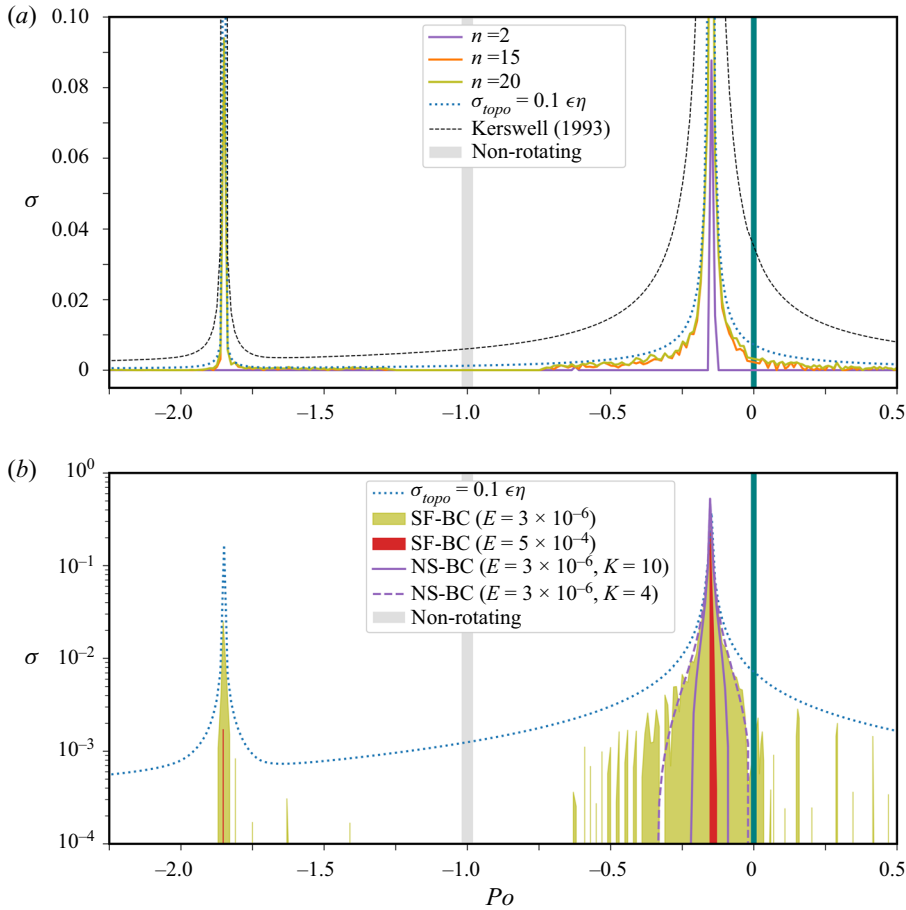 (a)
0.10
0.08
0.06
σ
0.04
0.02
0
n =2
n =15
n =20
σtopo = 0.1 ϵη
Kerswell (1993)
Non-rotating
–2.0 –1.5 –1.0 –0.5 0 0.5
(b)
10⁰
10⁻¹
10⁻²
σ
10⁻³
10⁻⁴
σtopo = 0.1 ϵη
SF-BC (E = 3 × 10⁻⁶)
SF-BC (E = 5 × 10⁻⁴)
NS-BC (E = 3 × 10⁻⁶, K = 10)
NS-BC (E = 3 × 10⁻⁶, K = 4)
Non-rotating
–2.0 –1.5 –1.0 –0.5 0 0.5
Po